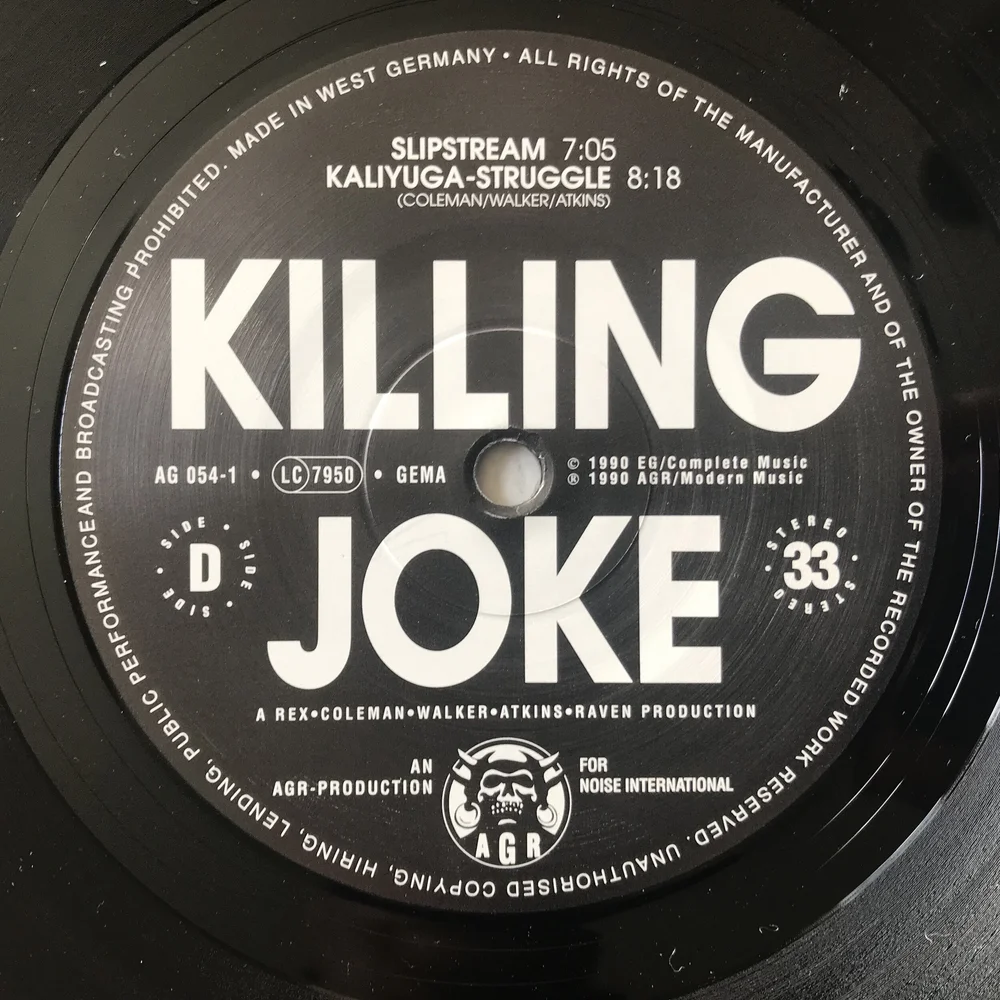 MADE IN WEST GERMANY • ALL RIGHTS OF THE MANUFACTURER AND OF THE OWNER OF THE RECORDED WORK RESERVED. UNAUTHORISED COPYING, HIRING, LENDING, PUBLIC PERFORMANCEAND BROADCASTING PROHIBITED.
SLIPSTREAM 7:05
KALIYUGA-STRUGGLE 8:18
(COLEMAN/WALKER/ATKINS)
KILLING
AG 054-1 • LC 7950 • GEMA
© 1990 EG/Complete Music
® 1990 AGR/Modern Music
SIDE • SIDE • SIDE •
D
STEREO • STEREO •
33
JOKE
A REX•COLEMAN•WALKER•ATKINS•RAVEN PRODUCTION
AN
AGR-PRODUCTION
AGR
FOR
NOISE INTERNATIONAL